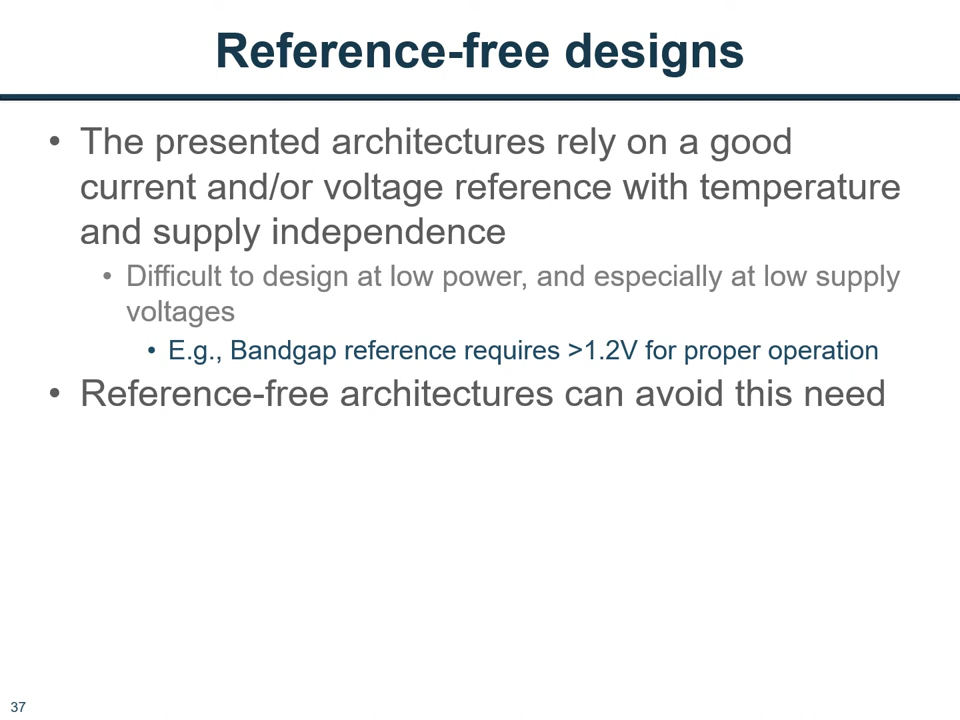 Reference-free designs
• The presented architectures rely on a good
current and/or voltage reference with temperature
and supply independence
• Difficult to design at low power, and especially at low supply
voltages
• E.g., Bandgap reference requires >1.2V for proper operation
• Reference-free architectures can avoid this need
37